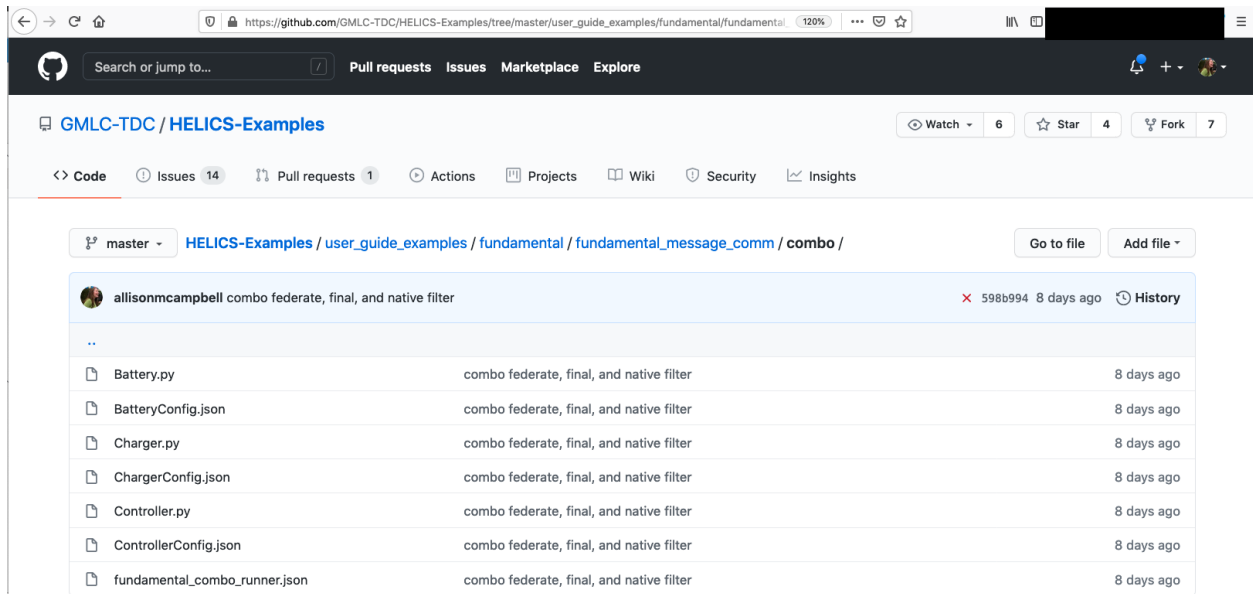 https://github.com/GMLC-TDC/HELICS-Examples/tree/master/user_guide_examples/fundamental/fundamental_ 120%
Search or jump to... / Pull requests Issues Marketplace Explore
GMLC-TDC / HELICS-Examples Watch 6 Star 4 Fork 7
Code Issues 14 Pull requests 1 Actions Projects Wiki Security Insights
master HELICS-Examples / user_guide_examples / fundamental / fundamental_message_comm / combo / Go to file Add file
allisonmcampbell combo federate, final, and native filter 598b994 8 days ago History
..
Battery.py combo federate, final, and native filter 8 days ago
BatteryConfig.json combo federate, final, and native filter 8 days ago
Charger.py combo federate, final, and native filter 8 days ago
ChargerConfig.json combo federate, final, and native filter 8 days ago
Controller.py combo federate, final, and native filter 8 days ago
ControllerConfig.json combo federate, final, and native filter 8 days ago
fundamental_combo_runner.json combo federate, final, and native filter 8 days ago